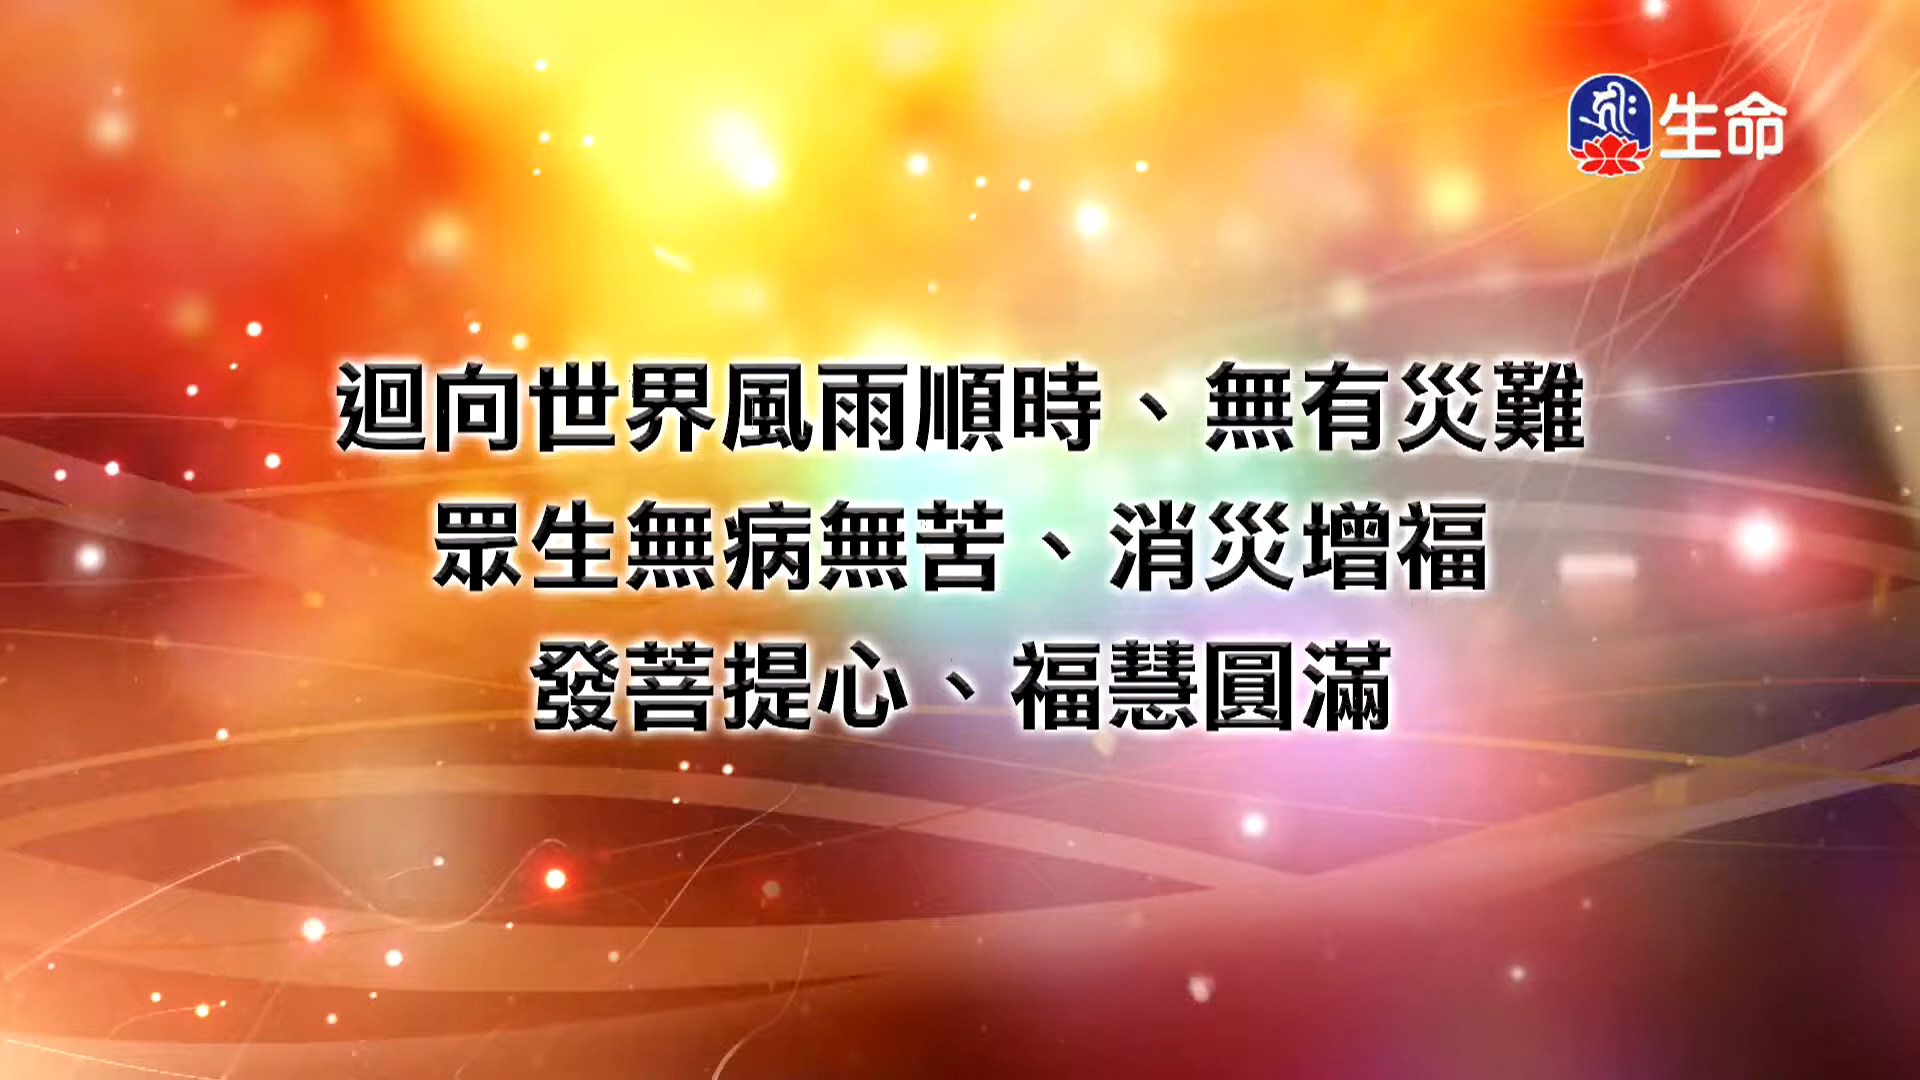 生命
迴向世界風雨順時、無有災難
眾生無病無苦、消災增福
發菩提心、福慧圓滿